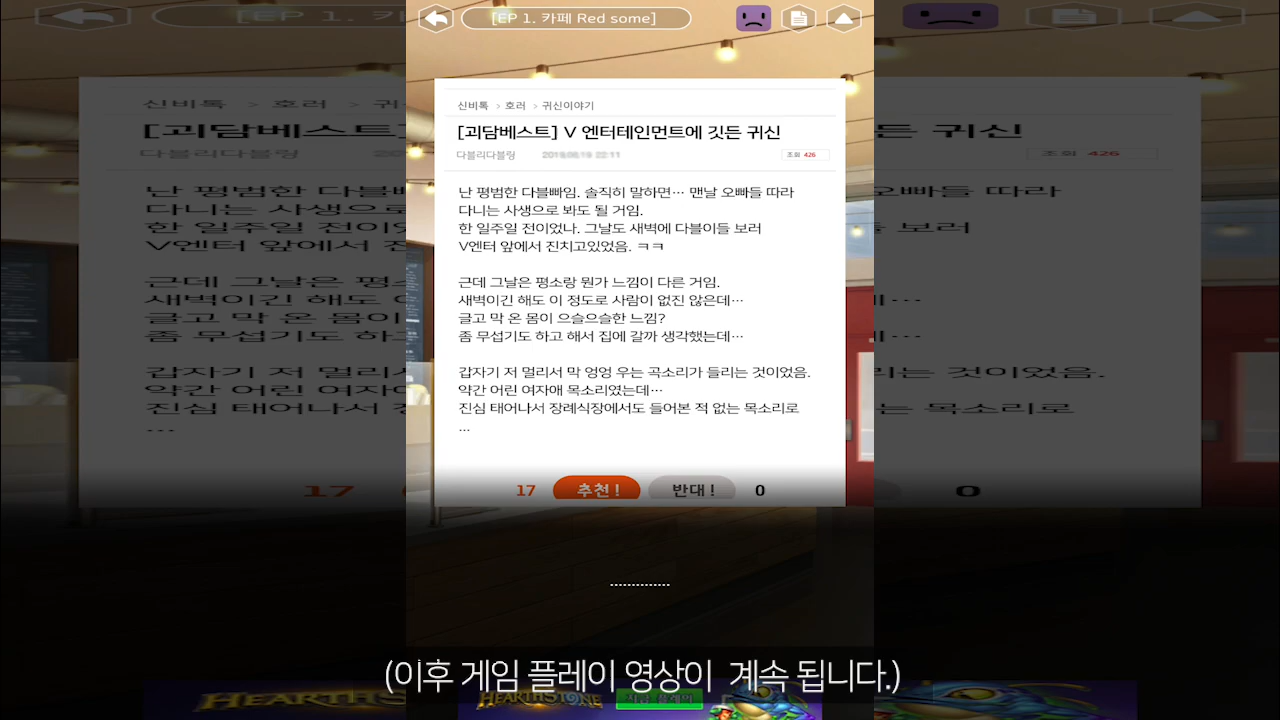 [EP 1. 카페 Red some]
신비톡 > 호러 > 귀신이야기
[괴담베스트] V 엔터테인먼트에 깃든 귀신
다블리다블링 2019.08.19 22:11 조회 426
난 평범한 다블빠임. 솔직히 말하면… 맨날 오빠들 따라
다니는 사생으로 봐도 될 거임.
한 일주일 전이었나. 그날도 새벽에 다블이들 보러
V엔터 앞에서 진치고있었음. ㅋㅋ
근데 그날은 평소랑 뭔가 느낌이 다른 거임.
새벽이긴 해도 이 정도로 사람이 없진 않은데…
글고 막 온 몸이 으슬으슬한 느낌?
좀 무섭기도 하고 해서 집에 갈까 생각했는데…
갑자기 저 멀리서 막 엉엉 우는 곡소리가 들리는 것이었음.
약간 어린 여자애 목소리였는데…
진심 태어나서 장례식장에서도 들어본 적 없는 목소리로
…
17 추천! 반대! 0
..............
(이후 게임 플레이 영상이 계속 됩니다.)
HEARTHSTONE 지금 플레이